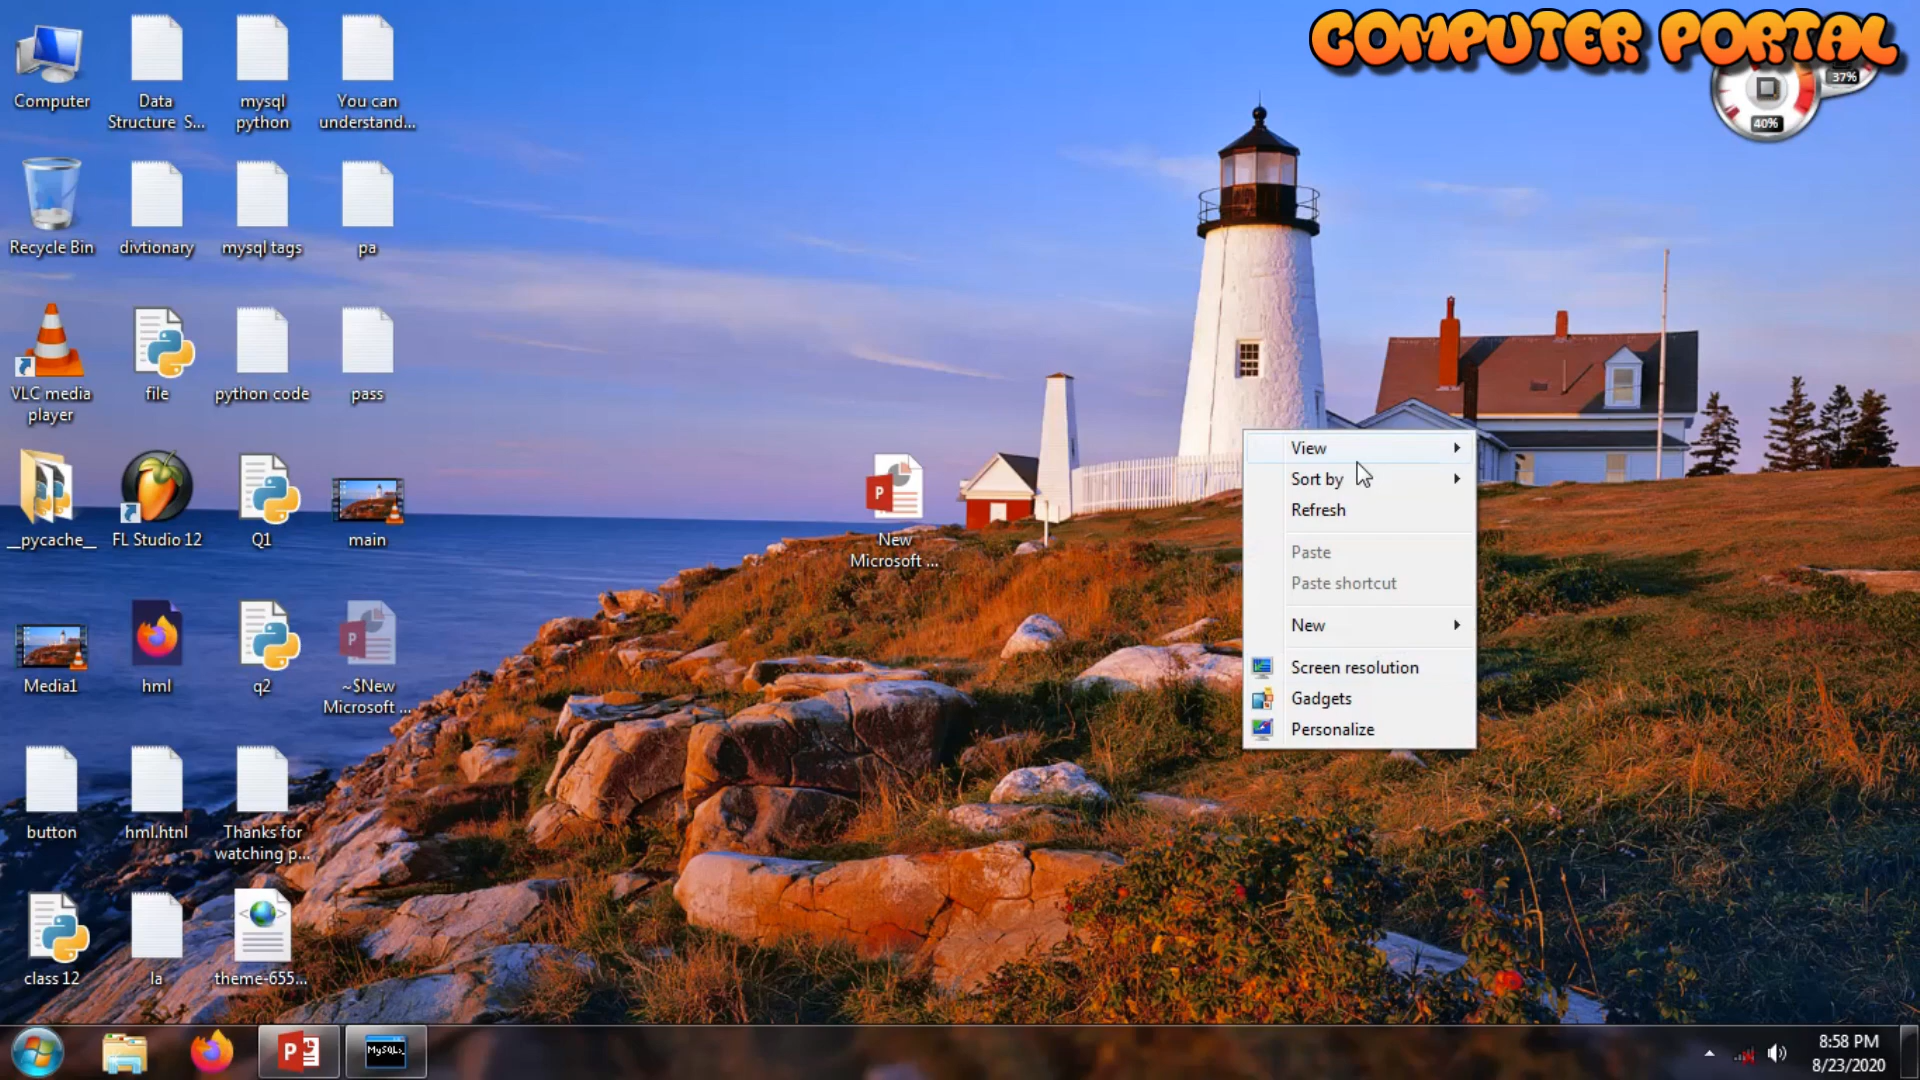 COMPUTER PORTAL
37%
40%
Computer
Data
Structure S...
mysql
python
You can
understand...
Recycle Bin
divtionary
mysql tags
pa
VLC media
player
file
python code
pass
__pycache__
FL Studio 12
Q1
main
New
Microsoft ...
Media1
hml
q2
~$New
Microsoft ...
button
hml.htnl
Thanks for
watching p...
class 12
la
theme-655...
View
Sort by
Refresh
Paste
Paste shortcut
New
Screen resolution
Gadgets
Personalize
MySQL>_
8:58 PM
8/23/2020